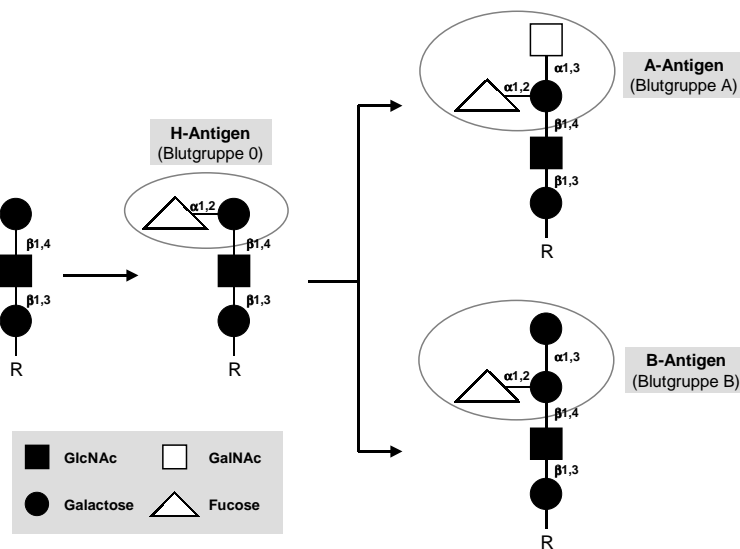 H-Antigen
(Blutgruppe 0)
A-Antigen
(Blutgruppe A)
B-Antigen
(Blutgruppe B)
β1,4
β1,3
R
α1,2
β1,4
β1,3
R
α1,3
α1,2
β1,4
β1,3
R
α1,3
α1,2
β1,4
β1,3
R
GlcNAc
GalNAc
Galactose
Fucose